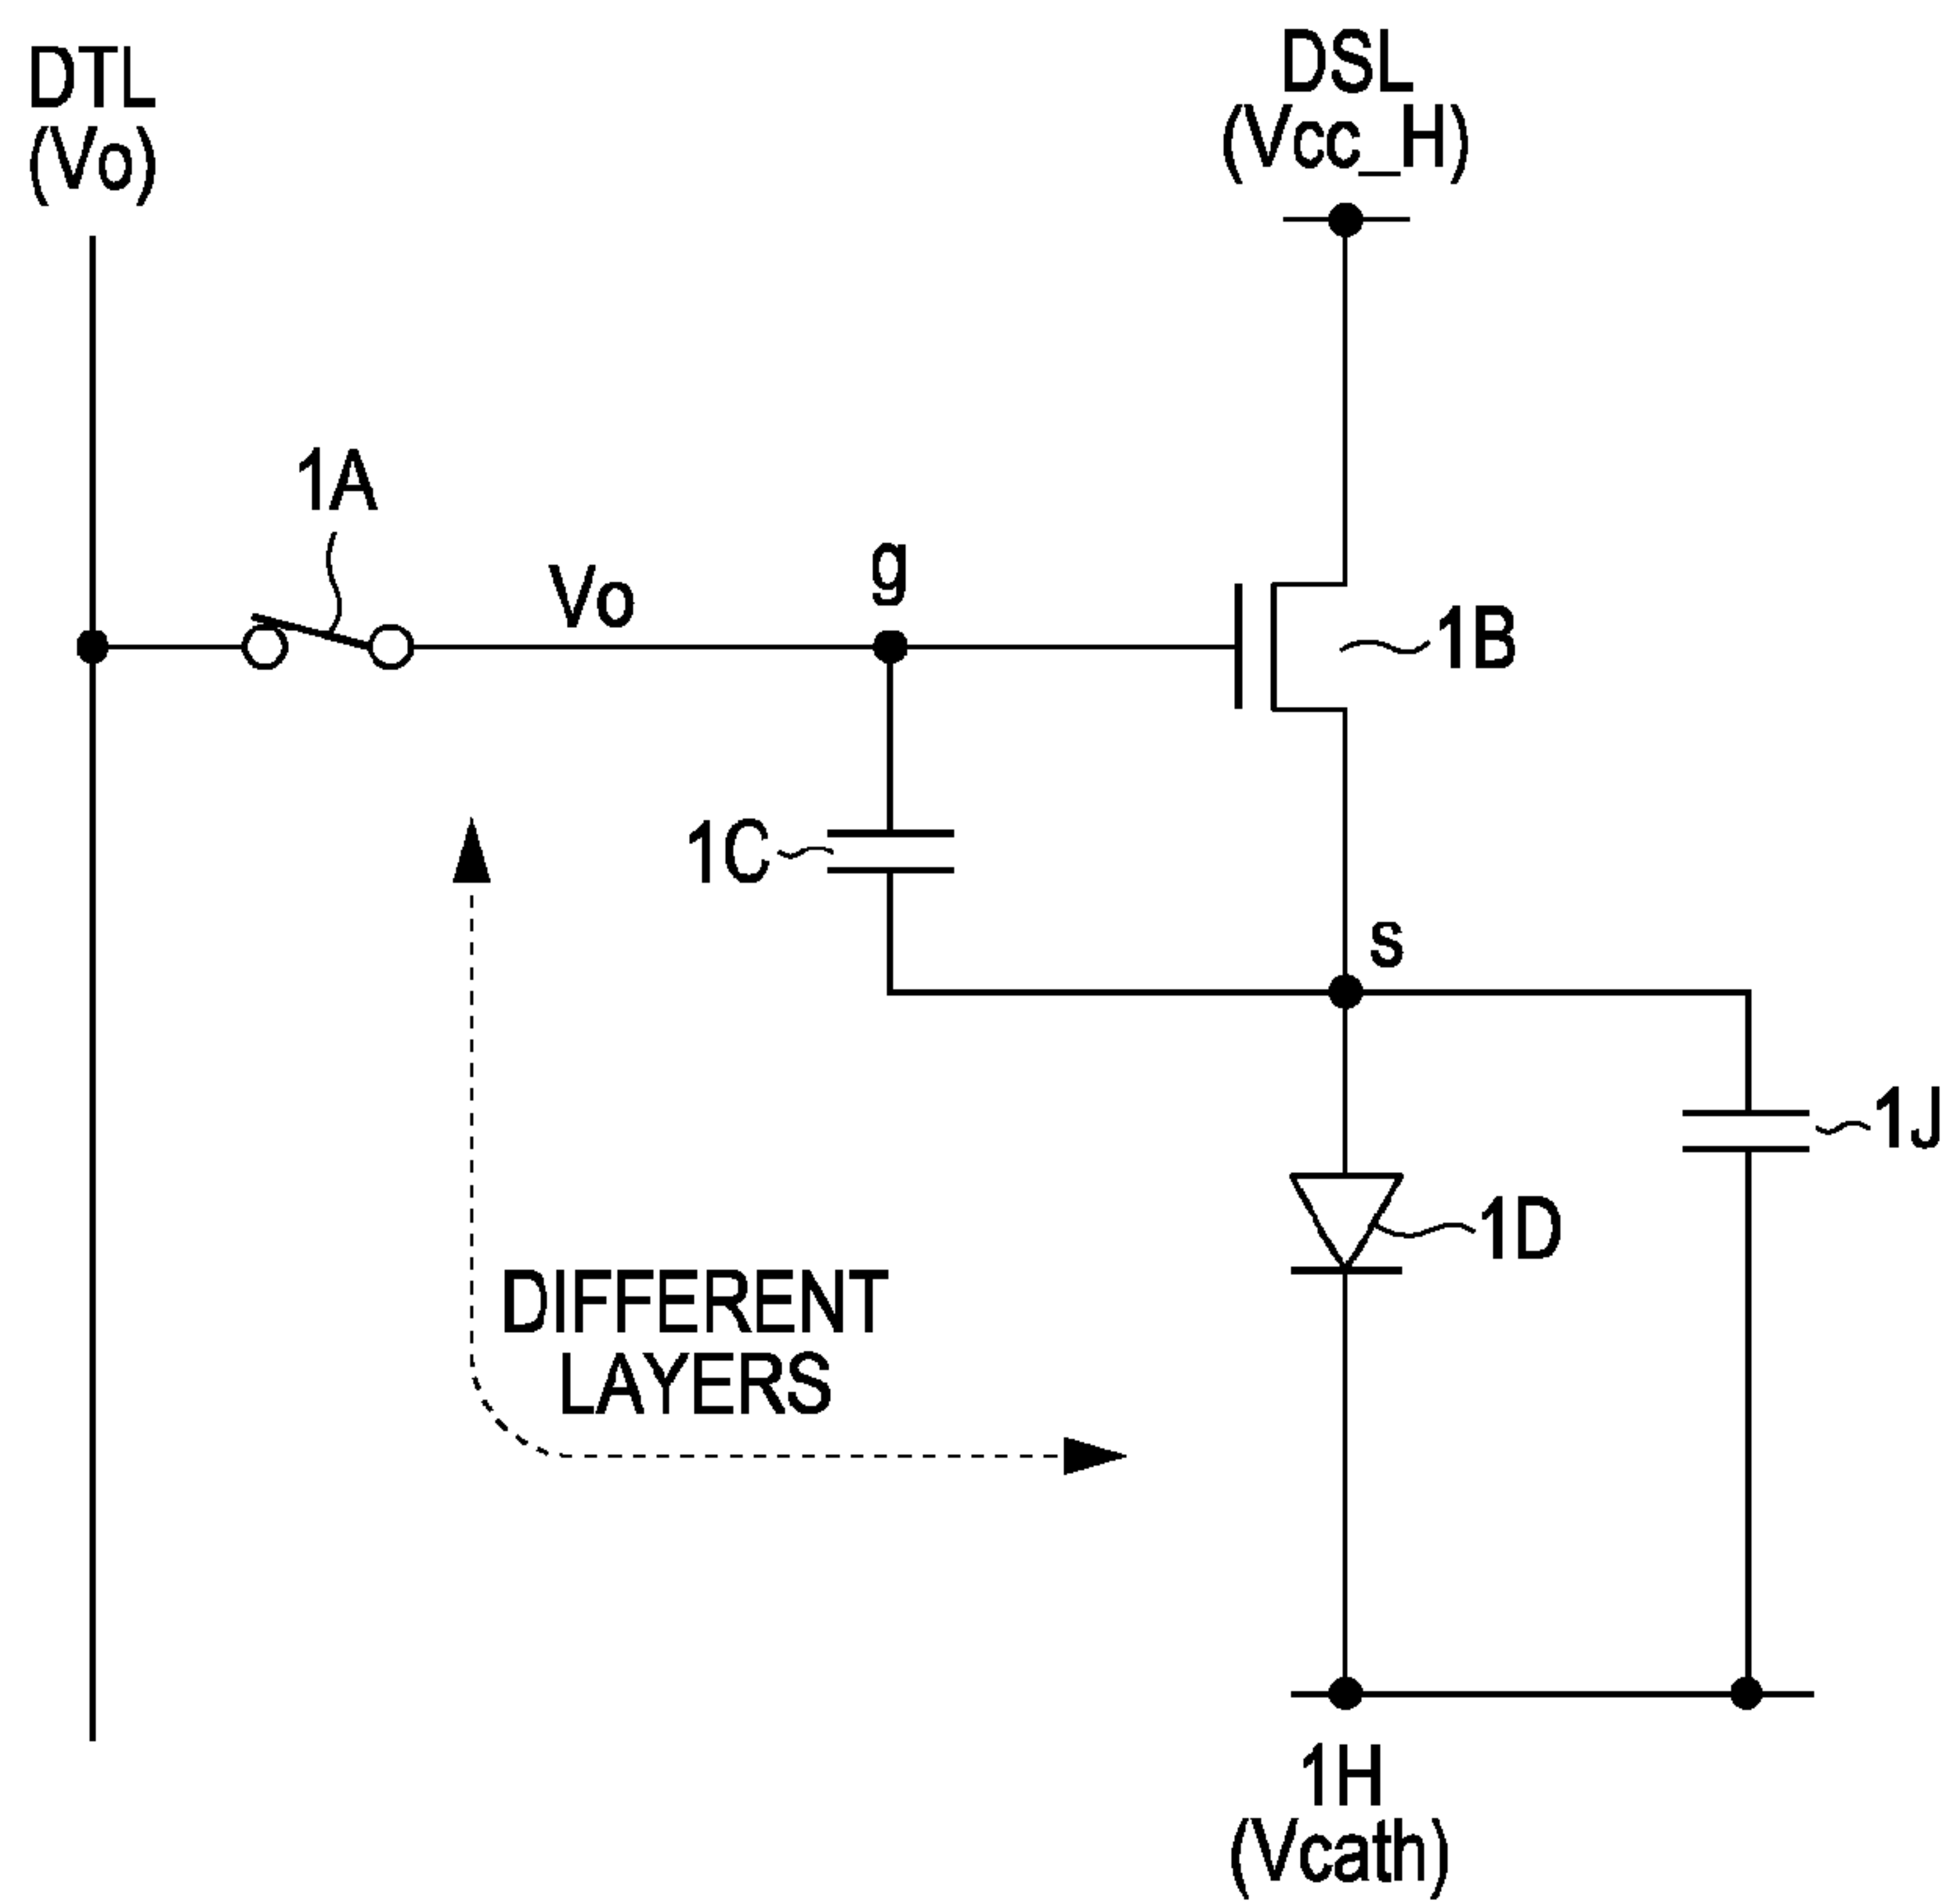 DTL
(Vo)
DSL
(Vcc_H)
1A
Vo
g
1B
1C
s
1J
1D
DIFFERENT
LAYERS
1H
(Vcath)